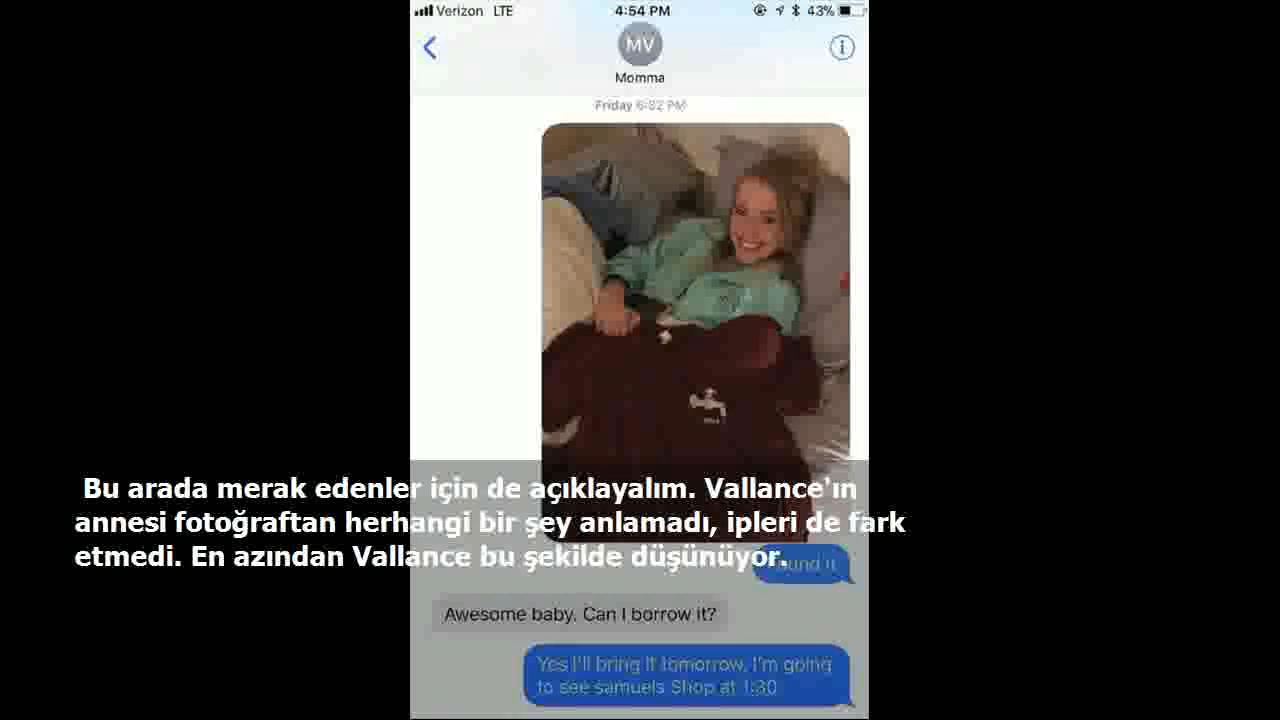 Verizon LTE
4:54 PM
43%
MV
Momma
Friday 6:32 PM
Bu arada merak edenler için de açıklayalım. Vallance'ın
annesi fotoğraftan herhangi bir şey anlamadı, ipleri de fark
etmedi. En azından Vallance bu şekilde düşünüyor.
it
Awesome baby. Can I borrow it?
Yes I'll bring it tomorrow, I'm going
to see samuels Shop at 1:30